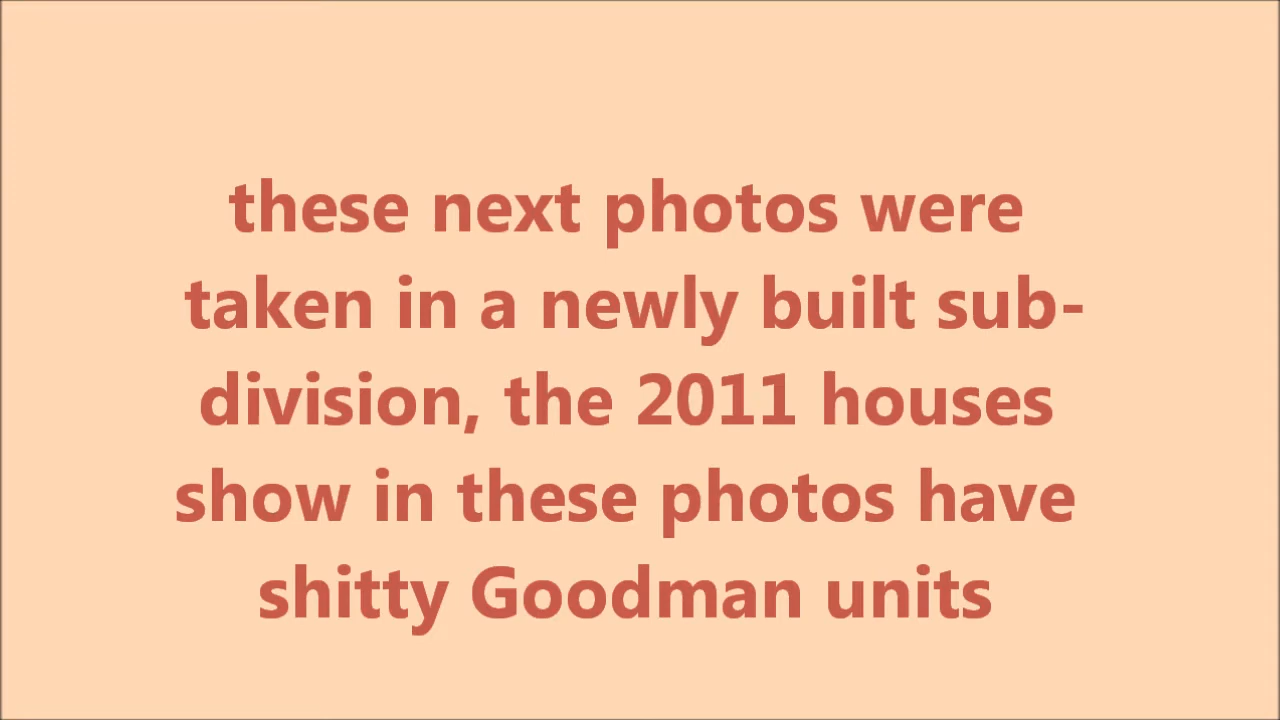 these next photos were
taken in a newly built sub-
division, the 2011 houses
show in these photos have
shitty Goodman units